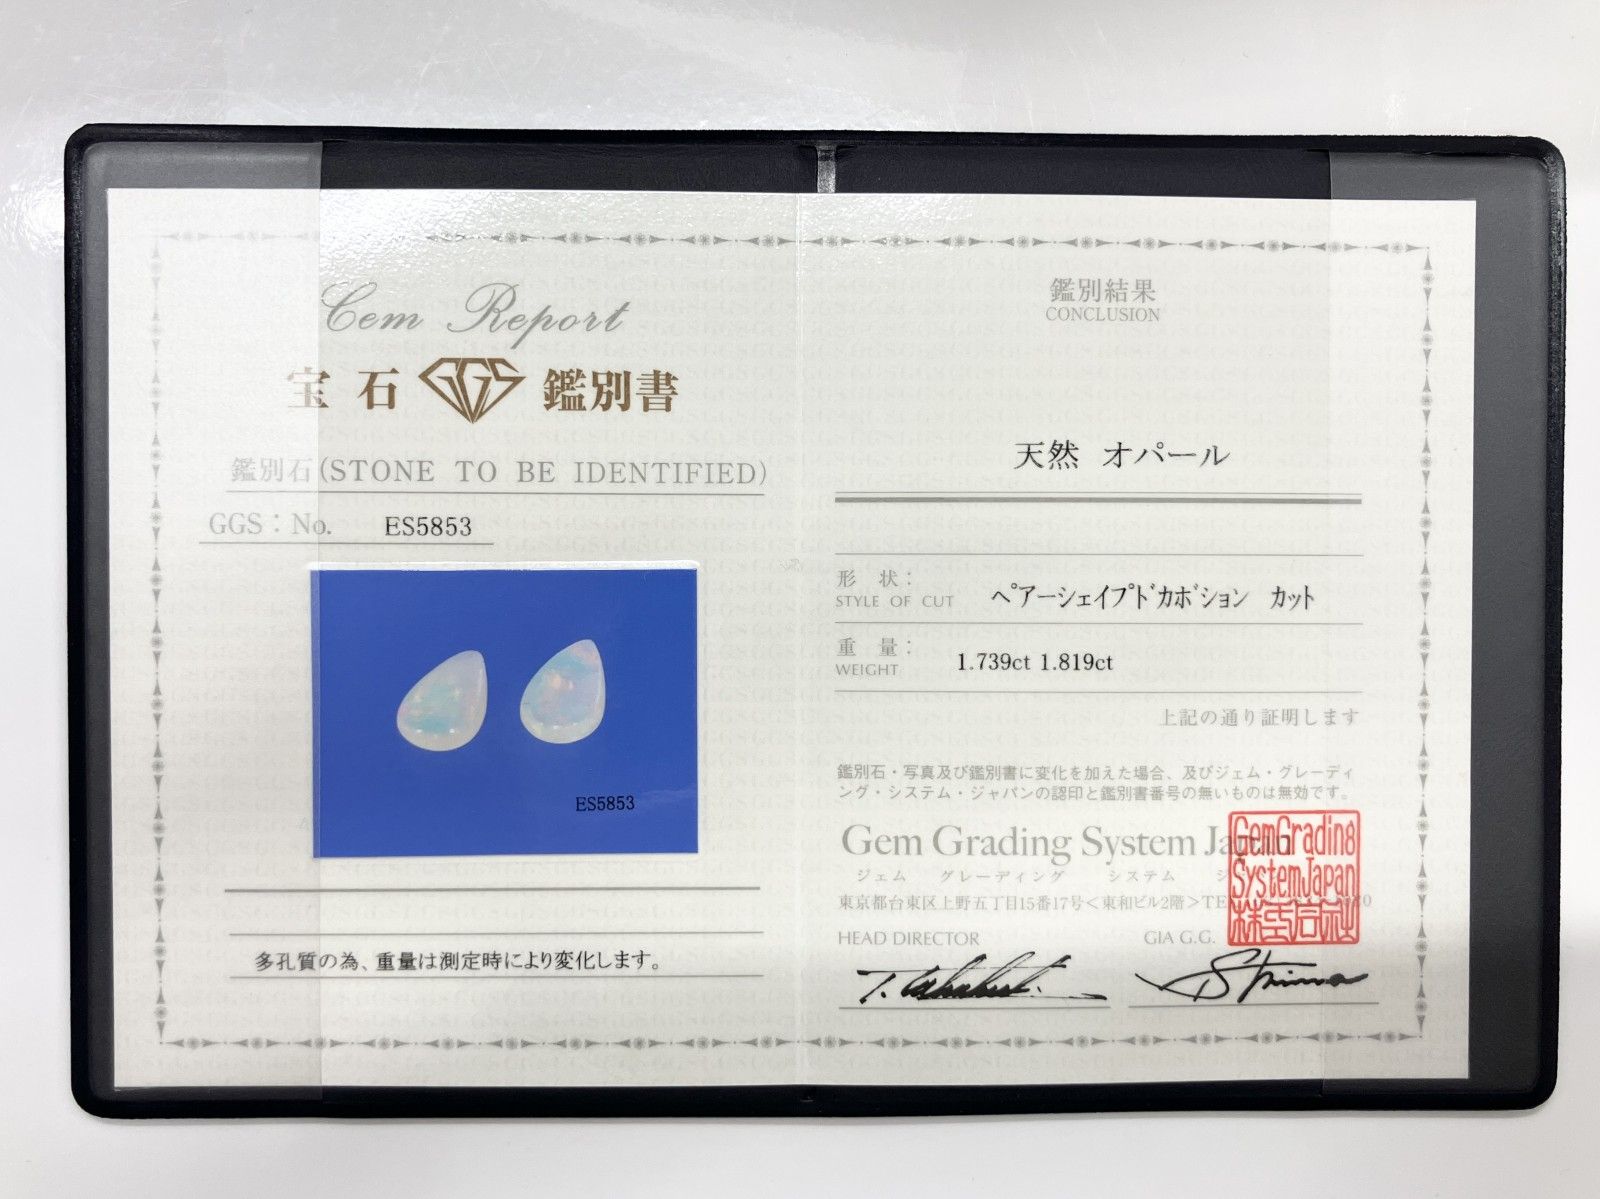 Gem Report
宝石 GGS 鑑別書
鑑別石(STONE TO BE IDENTIFIED)
GGS：No. ES5853
ES5853
多孔質の為、重量は測定時により変化します。
鑑別結果
CONCLUSION
天然 オパール
形 状：
STYLE OF CUT ペアーシェイプドカボション カット
重 量：
WEIGHT 1.739ct 1.819ct
上記の通り証明します
鑑別石・写真及び鑑別書に変化を加えた場合、及びジェム・グレーディ
ング・システム・ジャパンの認印と鑑別書番号の無いものは無効です。
Gem Grading System Japan
ジェム グレーディング システム
東京都台東区上野五丁目15番17号<東和ビル2階>TE
GemGrading
SystemJapan
株式会社
HEAD DIRECTOR GIA G.G.